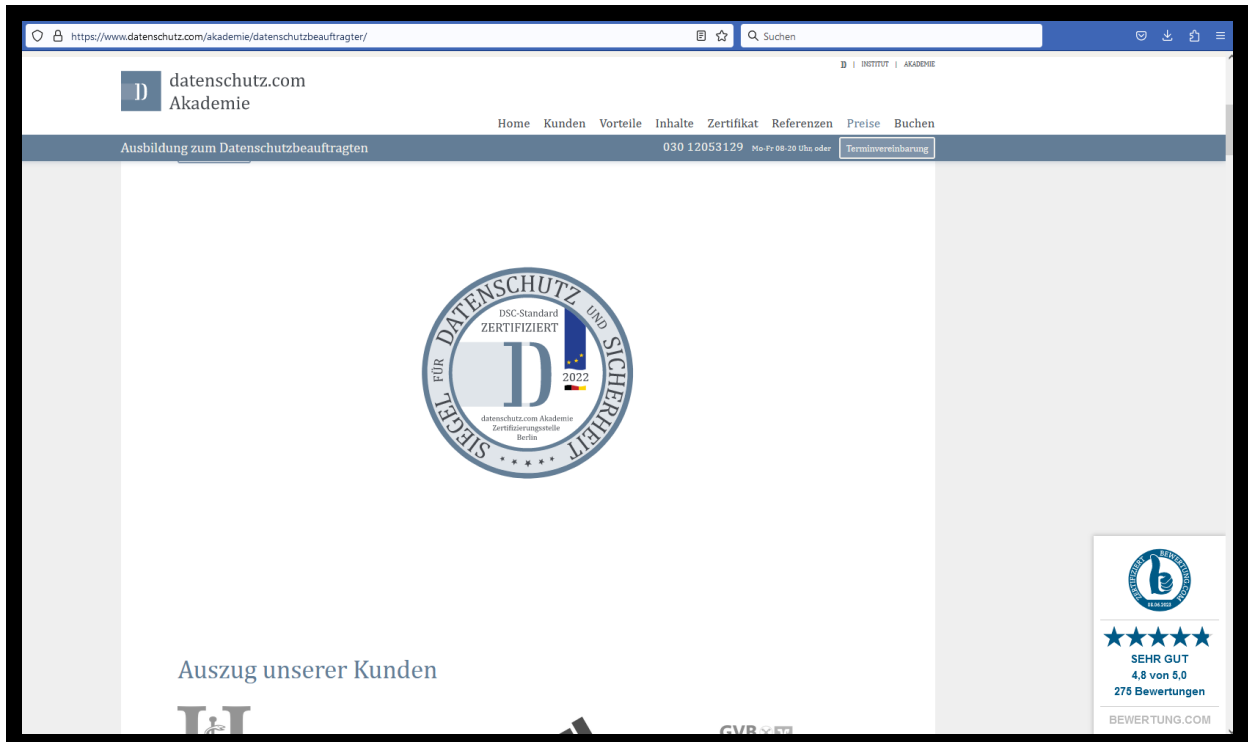 https://www.datenschutz.com/akademie/datenschutzbeauftragter/
Suchen
D | INSTITUT | AKADEMIE
D
datenschutz.com
Akademie
Home Kunden Vorteile Inhalte Zertifikat Referenzen Preise Buchen
Ausbildung zum Datenschutzbeauftragten
030 12053129 Mo-Fr 08-20 Uhr oder Terminvereinbarung
SIEGEL FÜR DATENSCHUTZ UND SICHERHEIT
DSC-Standard
ZERTIFIZIERT
D
2022
datenschutz.com Akademie
Zertifizierungsstelle
Berlin
ZERTIFIZIERT BEWERTUNG.COM
SEHR GUT
4,8 von 5,0
275 Bewertungen
BEWERTUNG.COM
Auszug unserer Kunden
GVB